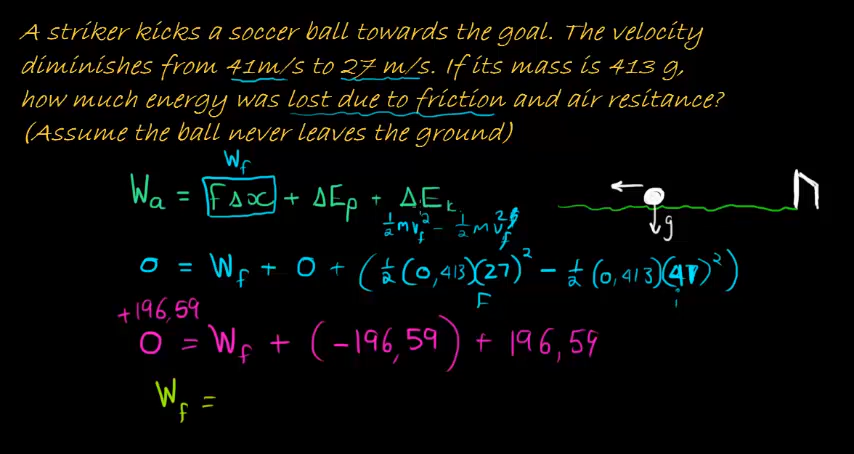 A striker kicks a soccer ball towards the goal. The velocity
diminishes from 41m/s to 27 m/s. If its mass is 413 g,
how much energy was lost due to friction and air resitance?
(Assume the ball never leaves the ground)
Wf
Wa = F Δx + ΔEp + ΔEk
½mvf² - ½mv²
g
0 = Wf + 0 + (½(0,413)(27)² - ½(0,413)(41)²)
F i
+196,59
0 = Wf + (-196,59) + 196,59
Wf =